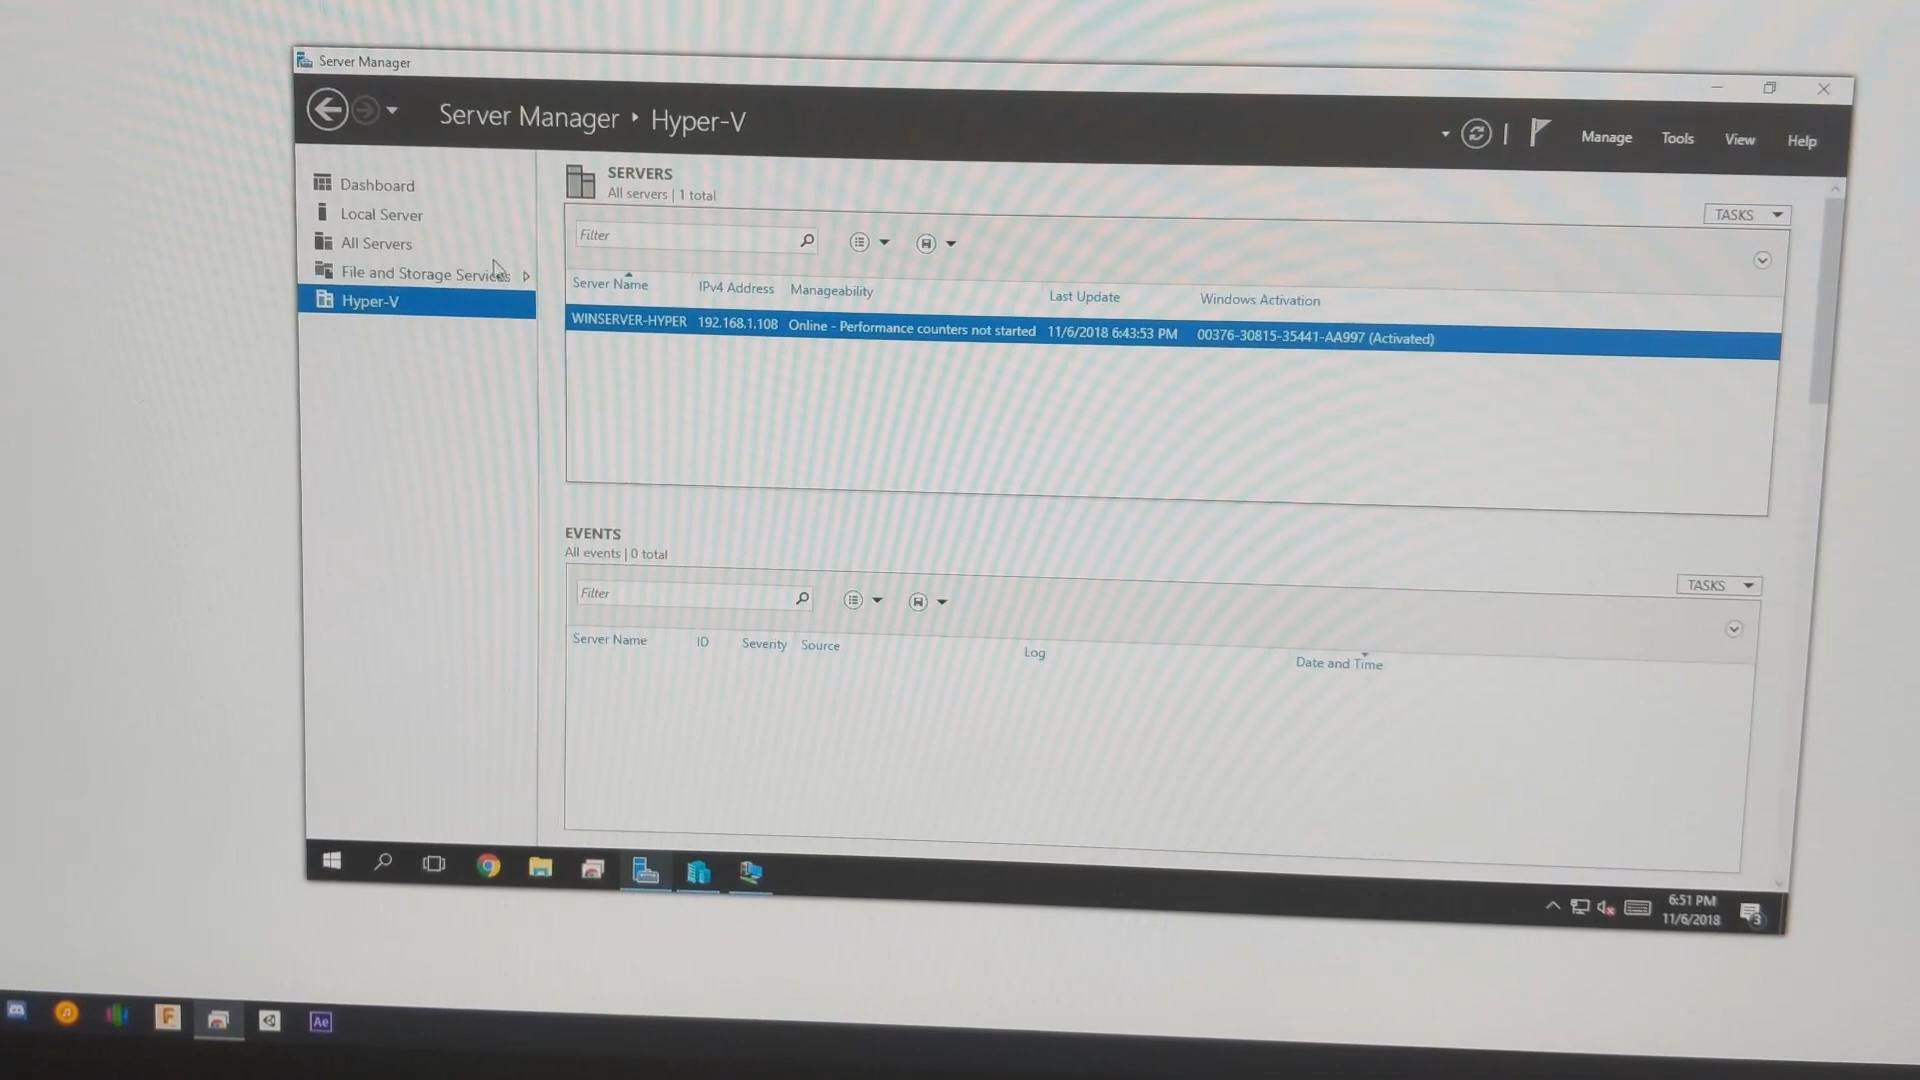 Server Manager
Server Manager ‣ Hyper-V
Manage Tools View Help
Dashboard
Local Server
All Servers
File and Storage Services
Hyper-V
SERVERS
All servers | 1 total
TASKS
Filter
Server Name IPv4 Address Manageability Last Update Windows Activation
WINSERVER-HYPER 192.168.1.108 Online - Performance counters not started 11/6/2018 6:43:53 PM 00376-30815-35441-AA997 (Activated)
EVENTS
All events | 0 total
TASKS
Filter
Server Name ID Severity Source Log Date and Time
6:51 PM
11/6/2018
3
F
Ae